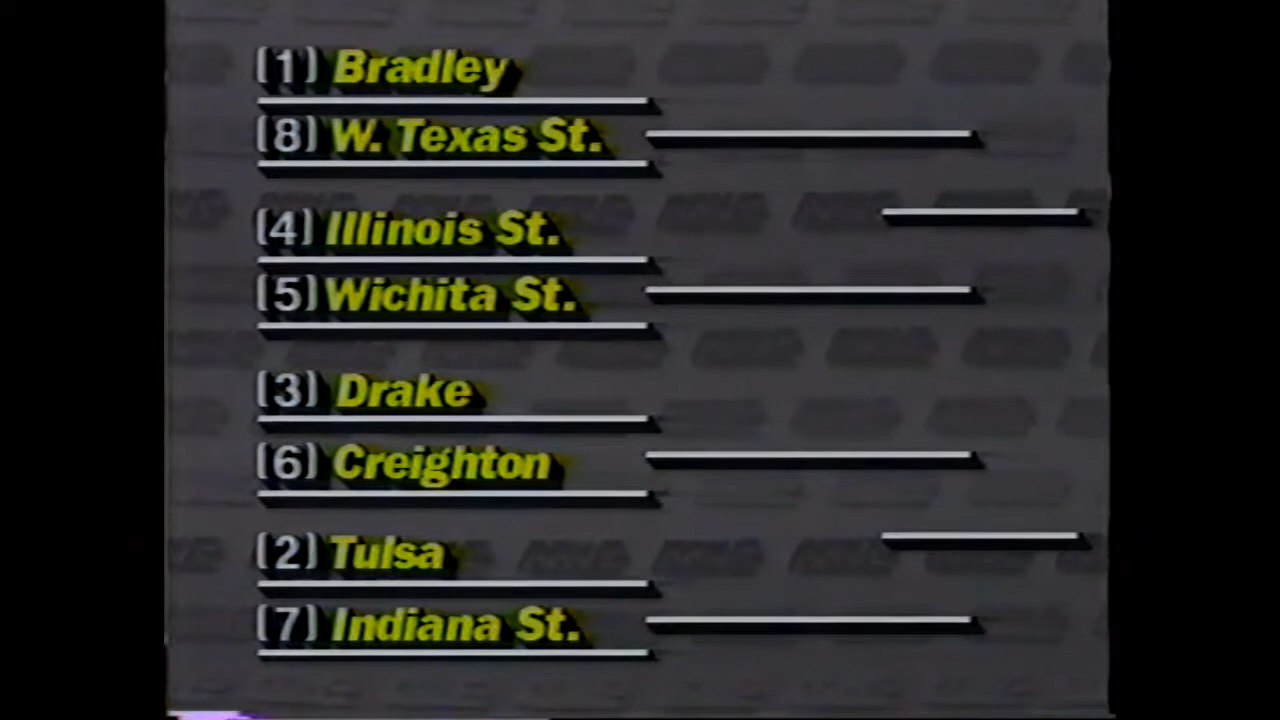 (1) Bradley
(8) W. Texas St.
(4) Illinois St.
(5) Wichita St.
(3) Drake
(6) Creighton
(2) Tulsa
(7) Indiana St.